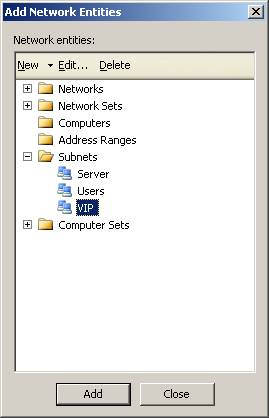 Add Network Entities
Network entities:
New Edit... Delete
Networks
Network Sets
Computers
Address Ranges
Subnets
Server
Users
VIP
Computer Sets
Add Close